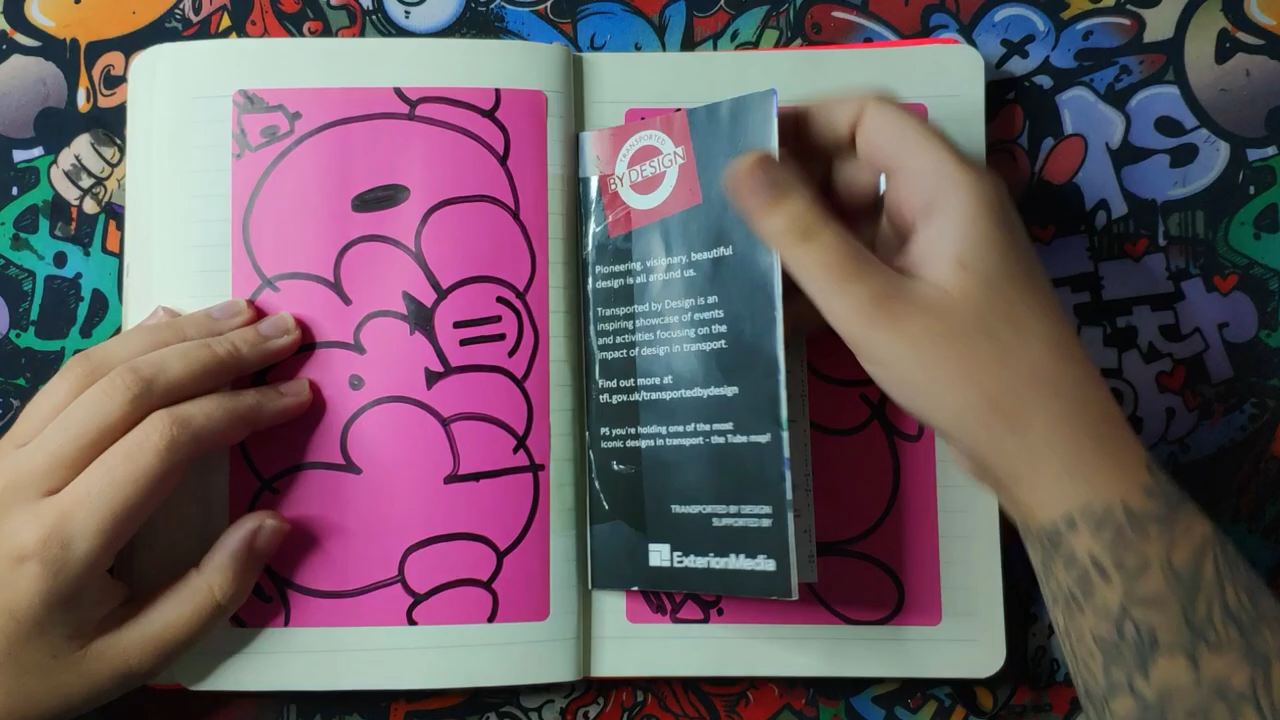 TRANSPORTED
BY DESIGN
Pioneering, visionary, beautiful
design is all around us.
Transported by Design is an
inspiring showcase of events
and activities focusing on the
impact of design in transport.
Find out more at
tfl.gov.uk/transportedbydesign
PS you're holding one of the most
iconic designs in transport - the Tube map!
TRANSPORTED BY DESIGN
SUPPORTED BY
ExterionMedia